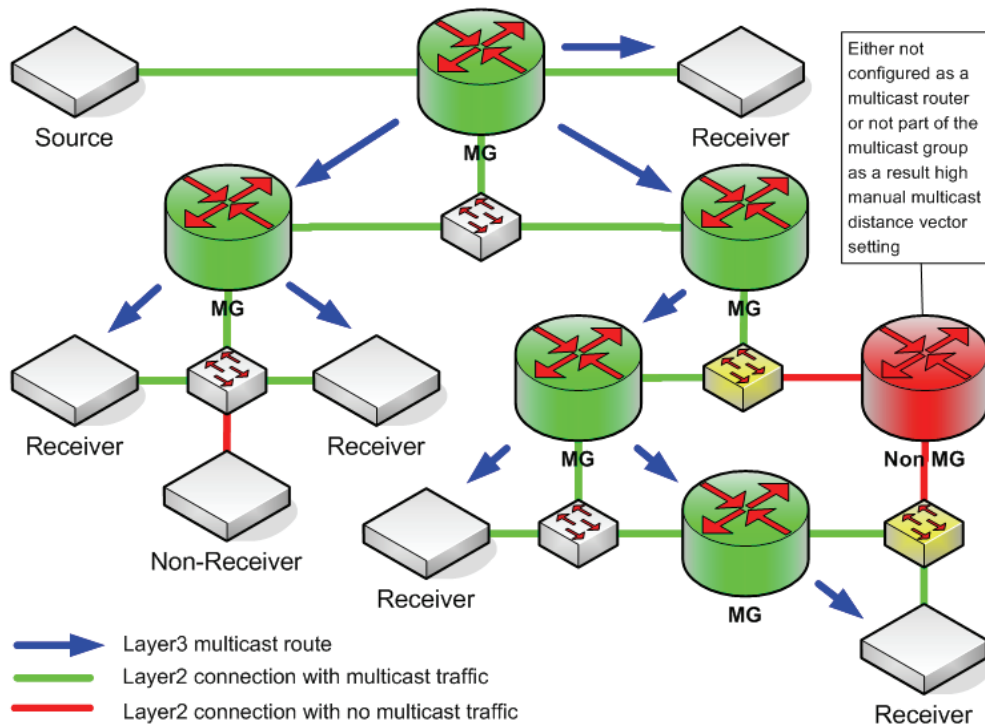 Source
MG
Receiver
Either not
configured as a
multicast router
or not part of the
multicast group
as a result high
manual multicast
distance vector
setting
MG
MG
Receiver
Receiver
Non-Receiver
MG
Non MG
Receiver
MG
Receiver
Layer3 multicast route
Layer2 connection with multicast traffic
Layer2 connection with no multicast traffic